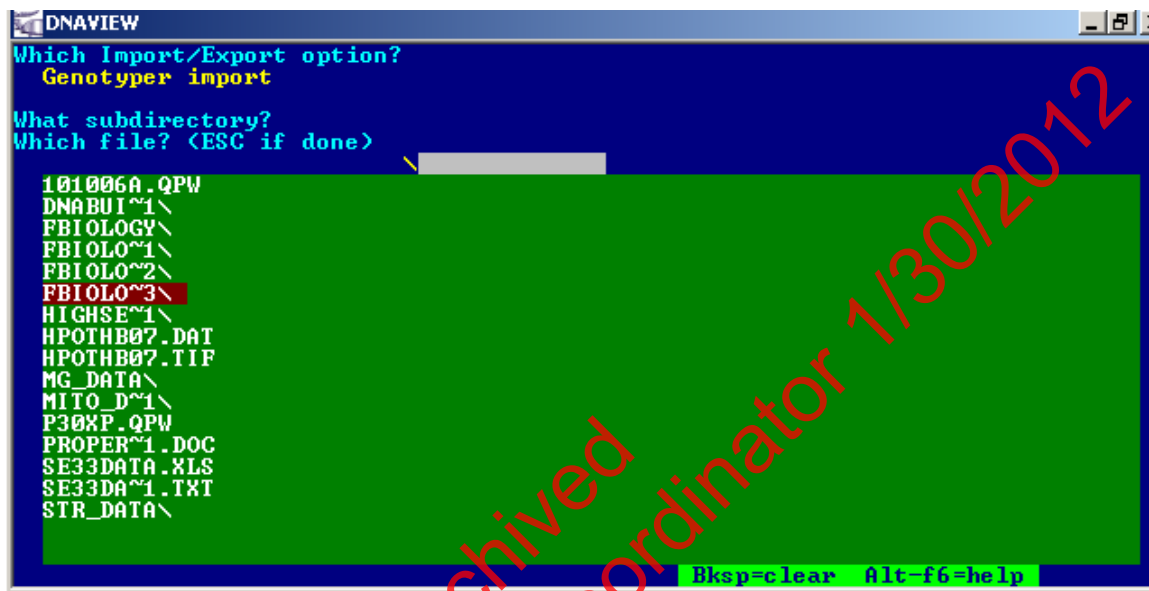 DNAVIEW
Which Import/Export option?
Genotyper import
What subdirectory?
Which file? (ESC if done)
\
101006A.QPW
DNABUI~1\
FBIOLOGY\
FBIOLO~1\
FBIOLO~2\
FBIOLO~3\
HIGHSE~1\
HPOTHB07.DAT
HPOTHB07.TIF
MG_DATA\
MITO_D~1\
P30XP.QPW
PROPER~1.DOC
SE33DATA.XLS
SE33DA~1.TXT
STR_DATA\
Bksp=clear Alt-f6=help
chived
ordinator 1/30/2012